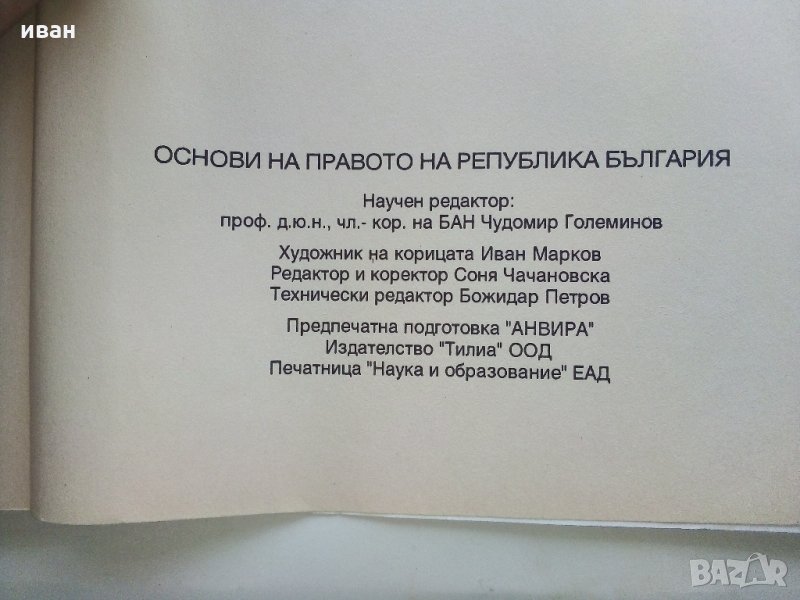 иван
ОСНОВИ НА ПРАВОТО НА РЕПУБЛИКА БЪЛГАРИЯ
Научен редактор:
проф. д.ю.н., чл.- кор. на БАН Чудомир Големинов
Художник на корицата Иван Марков
Редактор и коректор Соня Чачановска
Технически редактор Божидар Петров
Предпечатна подготовка "АНВИРА"
Издателство "Тилиа" ООД
Печатница "Наука и образование" ЕАД
BAZAR
bg